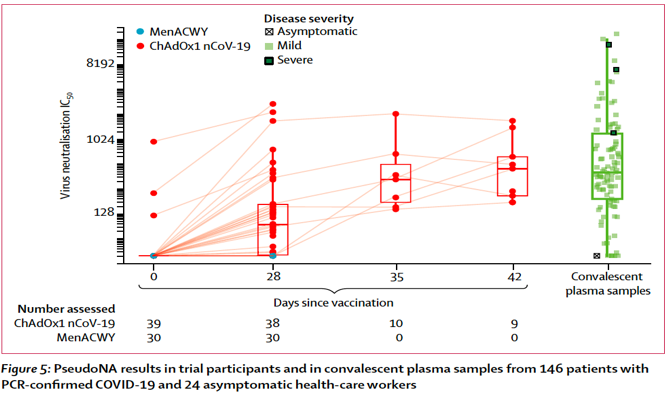 MenACWY
ChAdOx1 nCoV-19
Disease severity
Asymptomatic
Mild
Severe
Virus neutralisation IC50
8192
1024
128
0
28
35
42
Convalescent
plasma samples
Days since vaccination
Number assessed
ChAdOx1 nCoV-19 39 38 10 9
MenACWY 30 30 0 0
Figure 5: PseudoNA results in trial participants and in convalescent plasma samples from 146 patients with
PCR-confirmed COVID-19 and 24 asymptomatic health-care workers